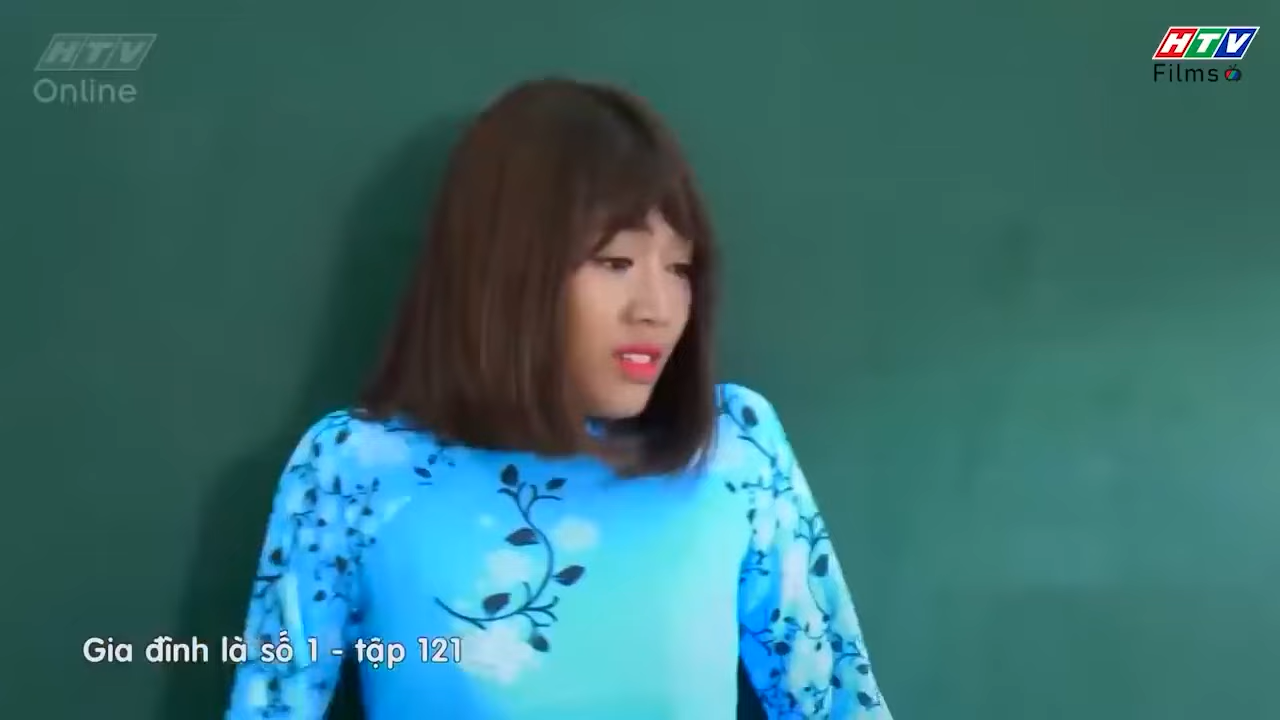 HTV
Online
HTV
Films
Gia đình là số 1 - tập 121